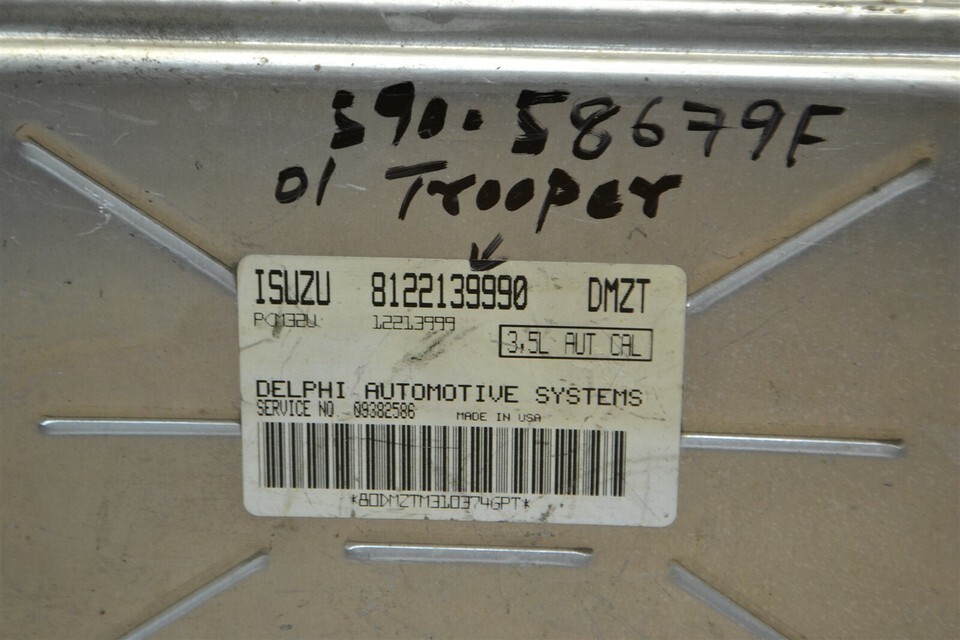 590.58679F
01 Trooper
ISUZU 8122139990 DMZT
PCM32U 12213999
3.5L AUT CAL
DELPHI AUTOMOTIVE SYSTEMS
SERVICE NO 09382586 MADE IN USA
*80DMZTM310374GPT*